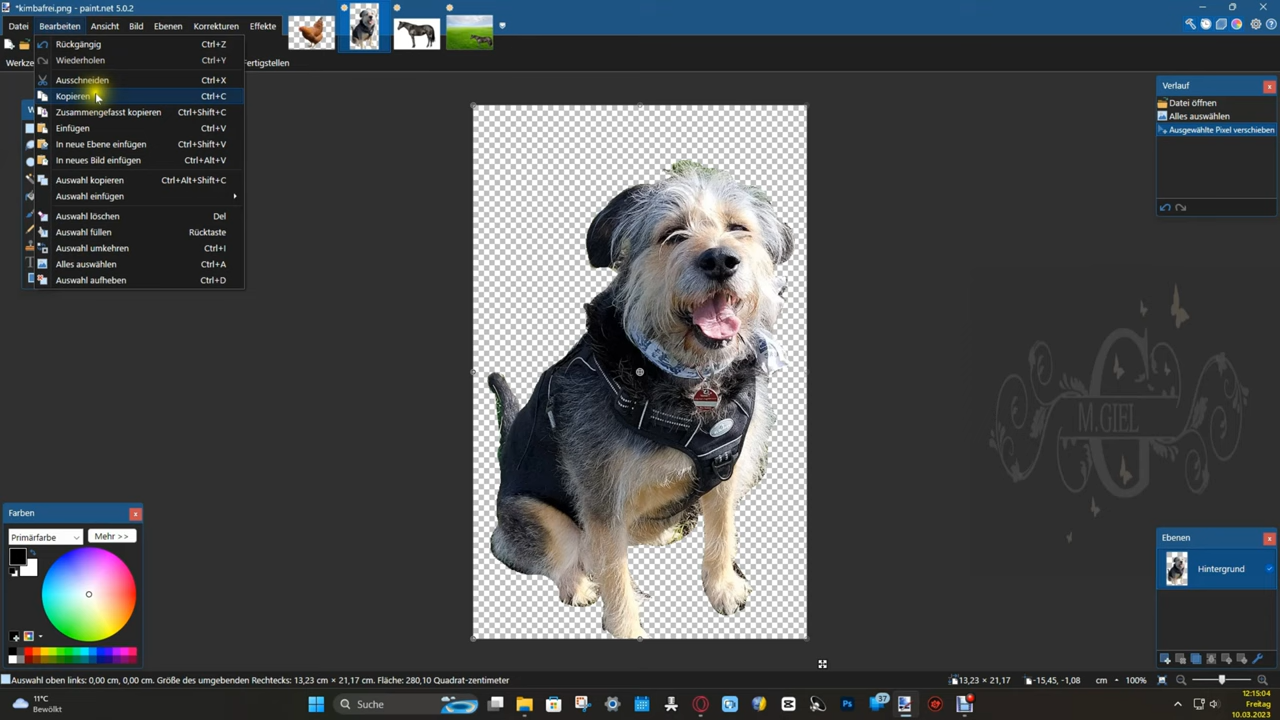 *kimbafrei.png - paint.net 5.0.2
Datei Bearbeiten Ansicht Bild Ebenen Korrekturen Effekte
Fertigstellen
Rückgängig Ctrl+Z
Wiederholen Ctrl+Y
Ausschneiden Ctrl+X
Kopieren Ctrl+C
Zusammengefasst kopieren Ctrl+Shift+C
Einfügen Ctrl+V
In neue Ebene einfügen Ctrl+Shift+V
In neues Bild einfügen Ctrl+Alt+V
Auswahl kopieren Ctrl+Alt+Shift+C
Auswahl einfügen
Auswahl löschen Del
Auswahl füllen Rücktaste
Auswahl umkehren Ctrl+I
Alles auswählen Ctrl+A
Auswahl aufheben Ctrl+D
Verlauf
Datei öffnen
Alles auswählen
Ausgewählte Pixel verschieben
M.GIEL
G
Farben
Primärfarbe Mehr >>
Ebenen
Hintergrund
Auswahl oben links: 0,00 cm, 0,00 cm. Größe des umgebenden Rechtecks: 13,23 cm × 21,17 cm. Fläche: 280,10 Quadrat-zentimeter
13,23 × 21,17 -15,45, -1,08 cm 100%
11°C
Bewölkt
Suche
37
12:15:04
Freitag
10.03.2023